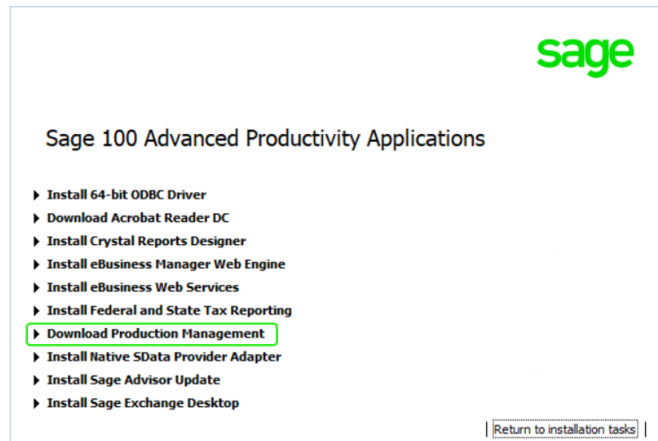 sage
Sage 100 Advanced Productivity Applications
Install 64-bit ODBC Driver
Download Acrobat Reader DC
Install Crystal Reports Designer
Install eBusiness Manager Web Engine
Install eBusiness Web Services
Install Federal and State Tax Reporting
Download Production Management
Install Native SData Provider Adapter
Install Sage Advisor Update
Install Sage Exchange Desktop
Return to installation tasks